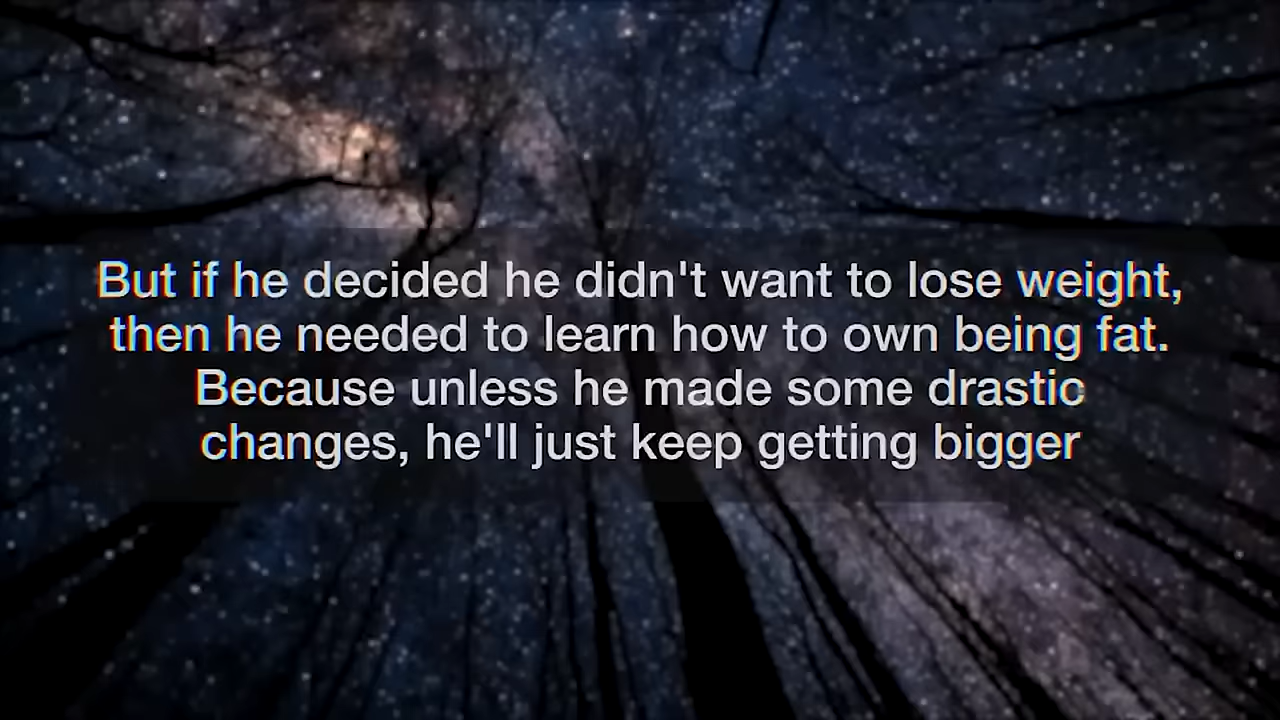 But if he decided he didn't want to lose weight,
then he needed to learn how to own being fat.
Because unless he made some drastic
changes, he'll just keep getting bigger